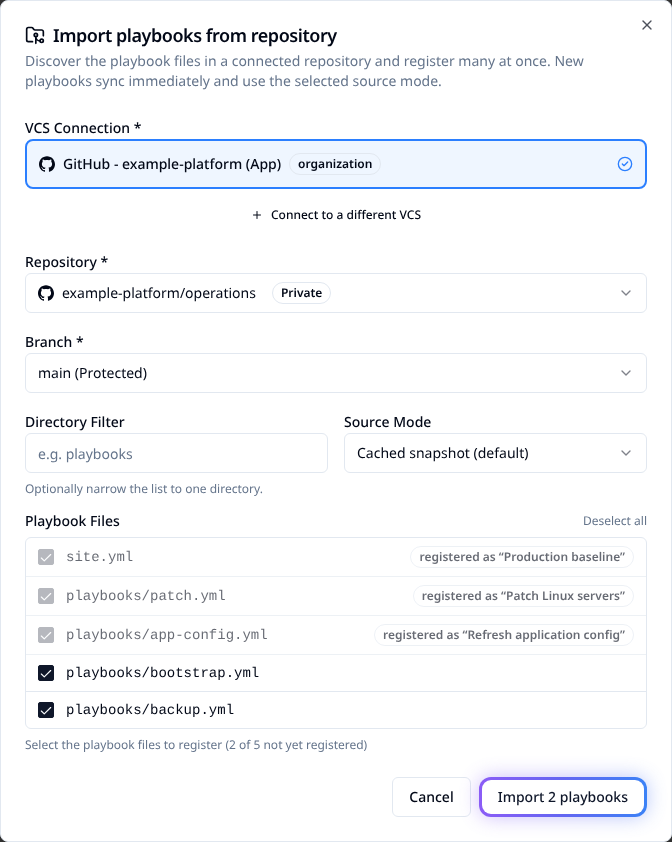 Import playbooks from repository
Discover the playbook files in a connected repository and register many at once. New
playbooks sync immediately and use the selected source mode.
VCS Connection *
GitHub - example-platform (App) organization
+ Connect to a different VCS
Repository *
example-platform/operations Private
Branch *
main (Protected)
Directory Filter
e.g. playbooks
Optionally narrow the list to one directory.
Source Mode
Cached snapshot (default)
Playbook Files
Deselect all
site.yml registered as “Production baseline”
playbooks/patch.yml registered as “Patch Linux servers”
playbooks/app-config.yml registered as “Refresh application config”
playbooks/bootstrap.yml
playbooks/backup.yml
Select the playbook files to register (2 of 5 not yet registered)
Cancel
Import 2 playbooks